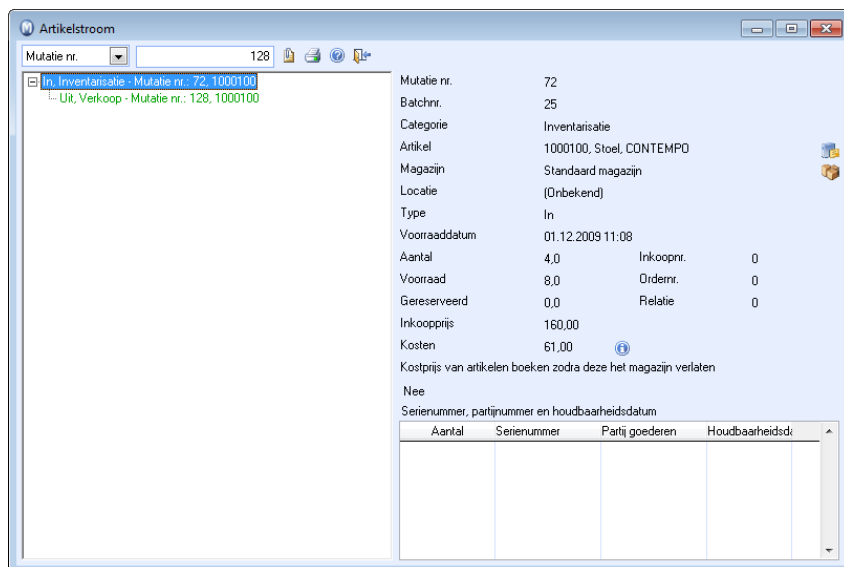 Artikelstroom
Mutatie nr. 128
In, Inventarisatie - Mutatie nr.: 72, 1000100
Uit, Verkoop - Mutatie nr.: 128, 1000100
Mutatie nr. 72
Batchnr. 25
Categorie Inventarisatie
Artikel 1000100, Stoel, CONTEMPO
Magazijn Standaard magazijn
Locatie (Onbekend)
Type In
Voorraaddatum 01.12.2009 11:08
Aantal 4,0 Inkoopnr. 0
Voorraad 8,0 Ordernr. 0
Gereserveerd 0,0 Relatie 0
Inkoopprijs 160,00
Kosten 61,00
Kostprijs van artikelen boeken zodra deze het magazijn verlaten
Nee
Serienummer, partijnummer en houdbaarheidsdatum
Aantal Serienummer Partij goederen Houdbaarheidsda